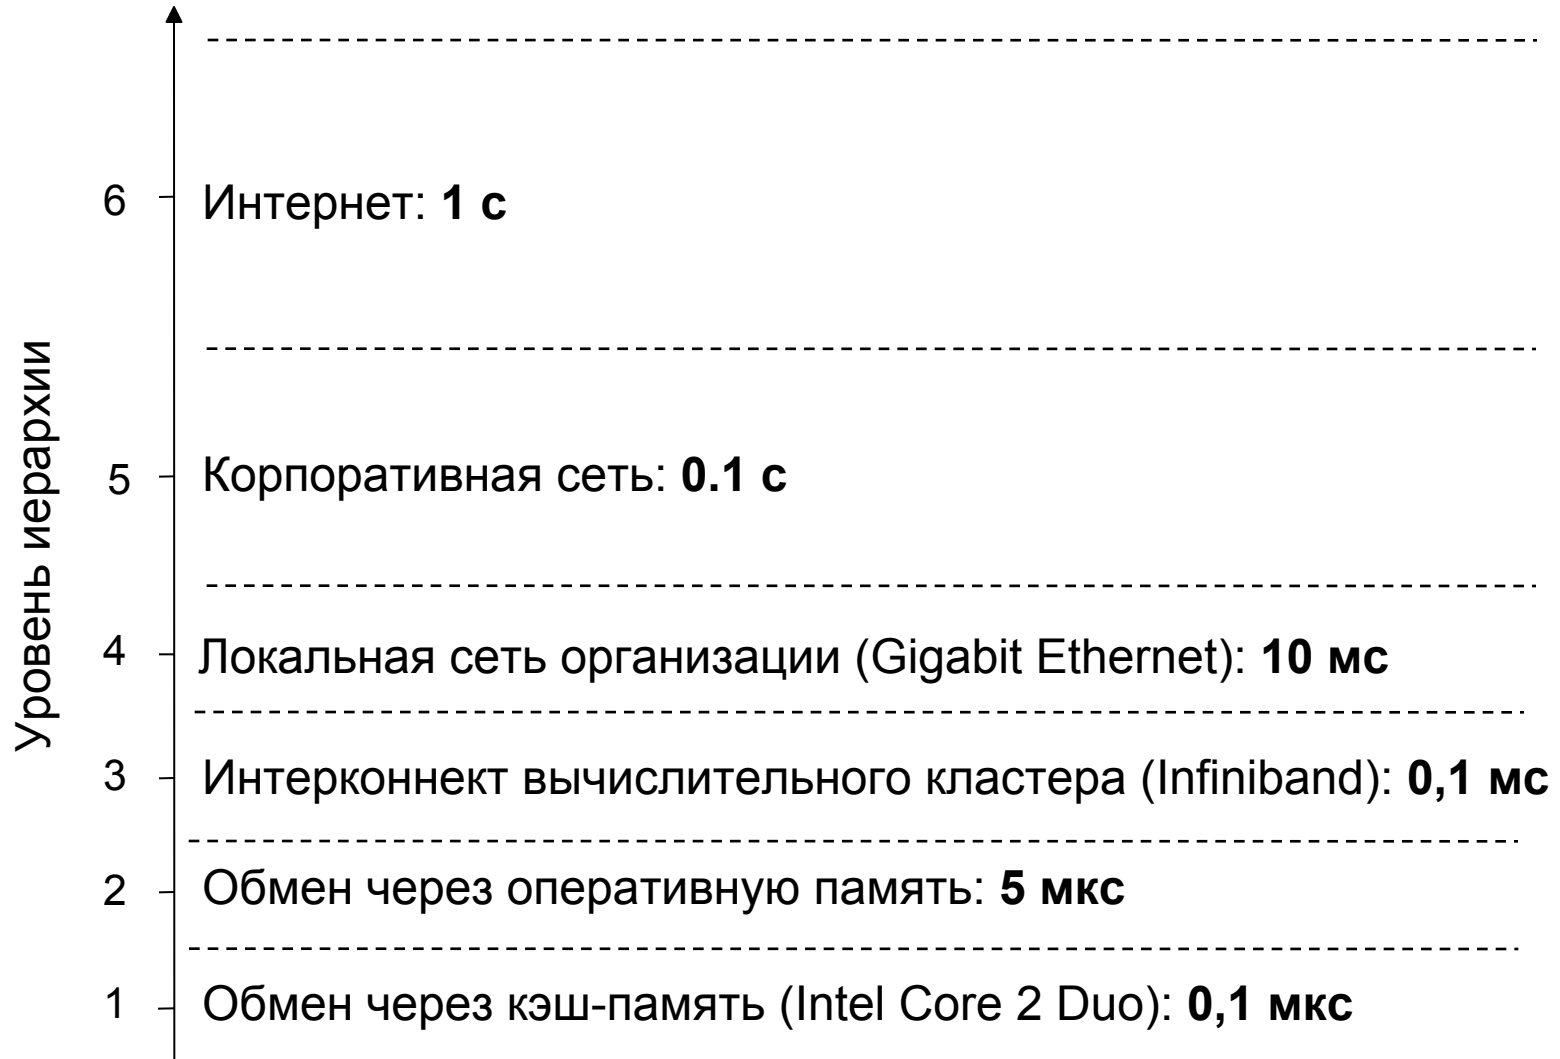 Уровень иерархии
6 Интернет: 1 с
5 Корпоративная сеть: 0.1 с
4 Локальная сеть организации (Gigabit Ethernet): 10 мс
3 Интерконнект вычислительного кластера (Infiniband): 0,1 мс
2 Обмен через оперативную память: 5 мкс
1 Обмен через кэш-память (Intel Core 2 Duo): 0,1 мкс